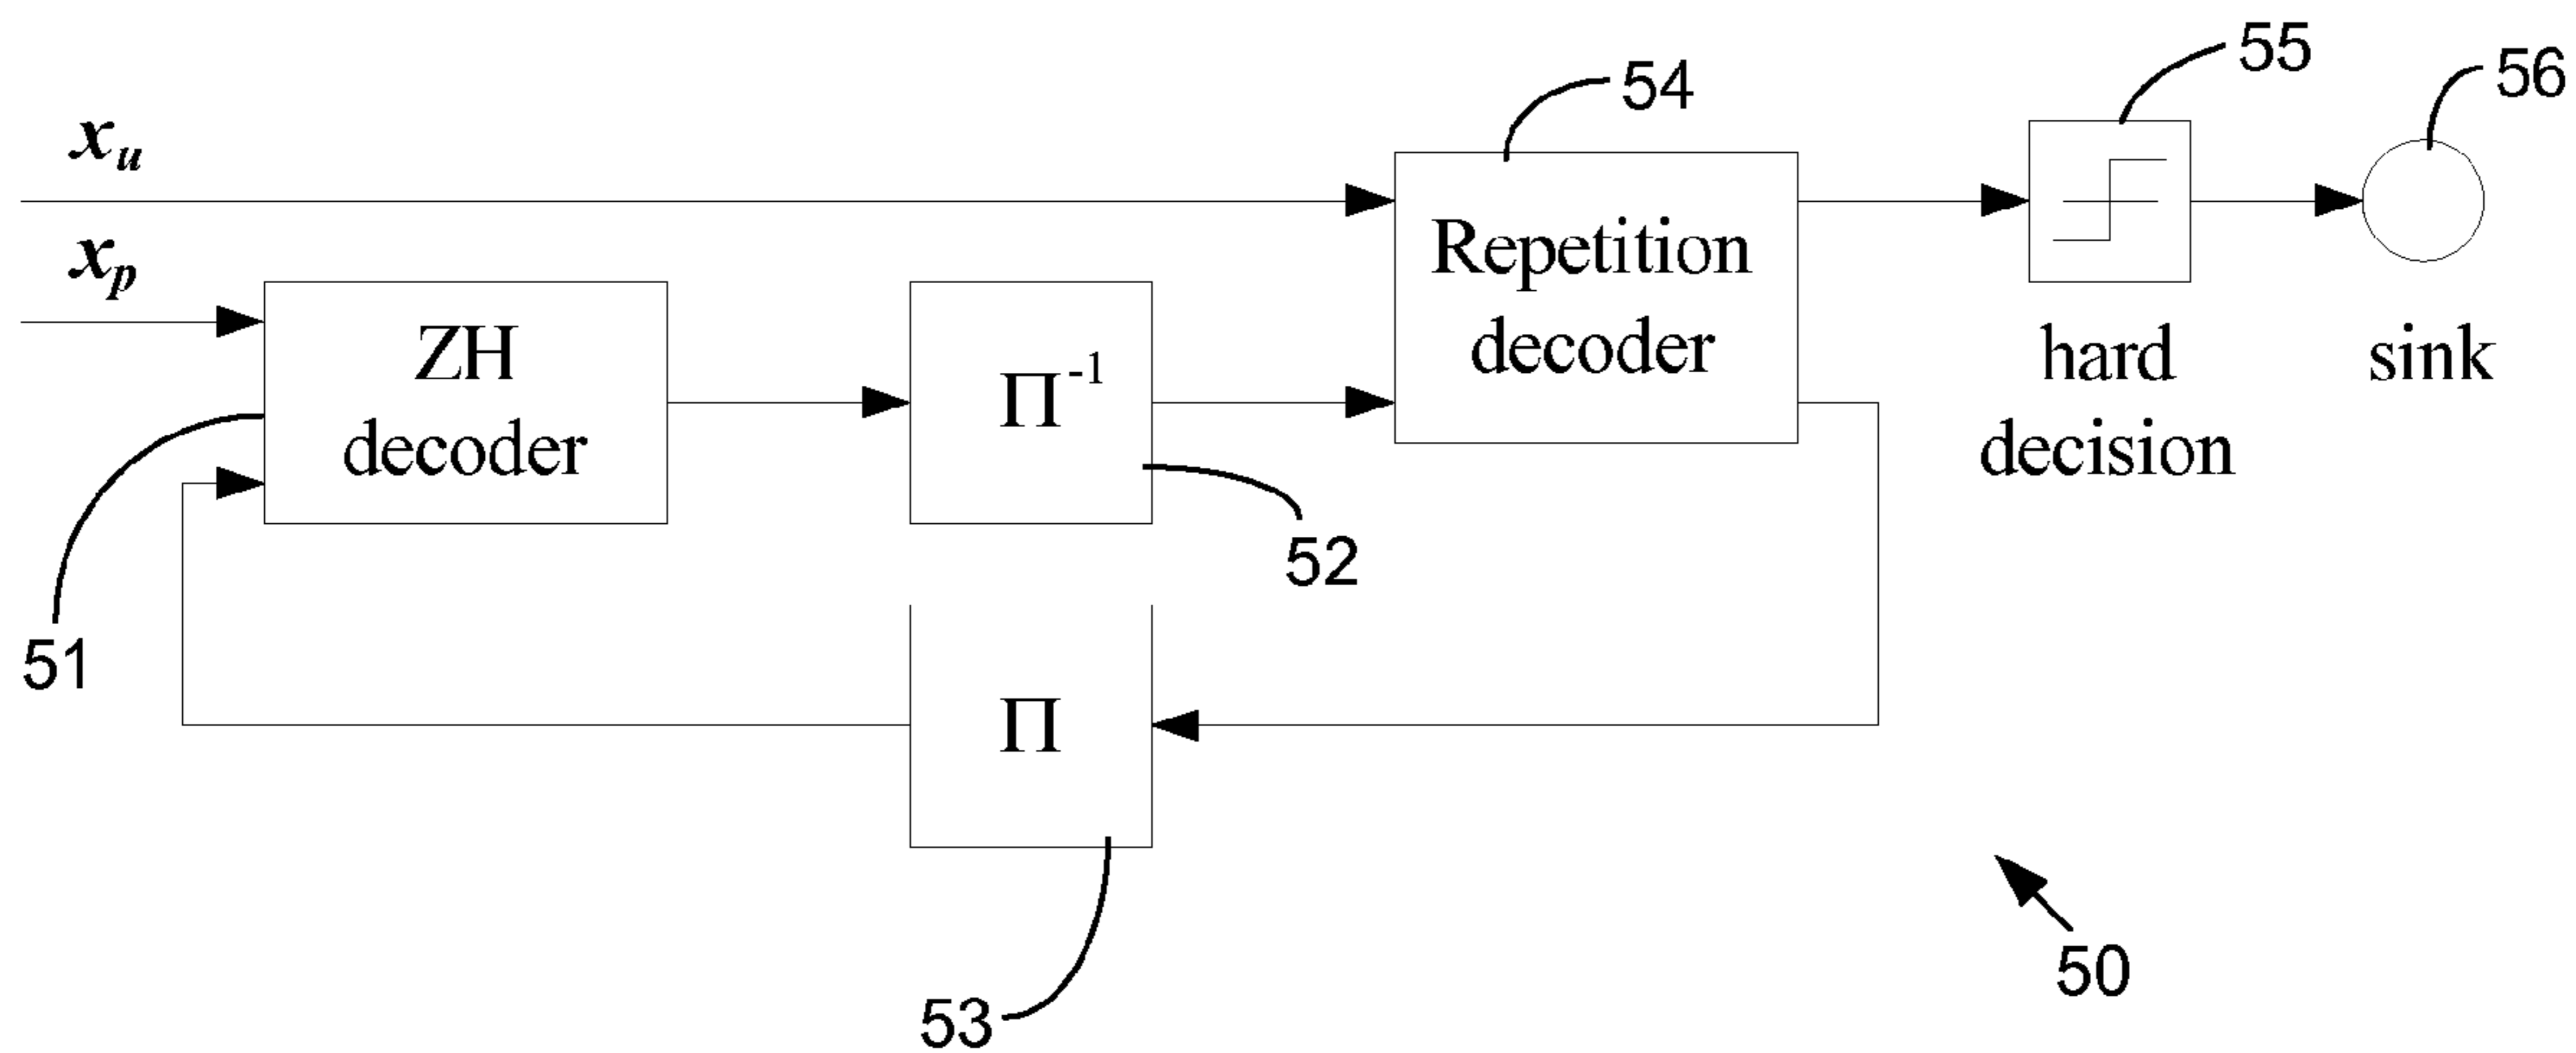 55
56
54
x_u
x_p
Repetition
decoder
ZH
decoder
Π^-1
hard
decision
sink
52
51
Π
50
53